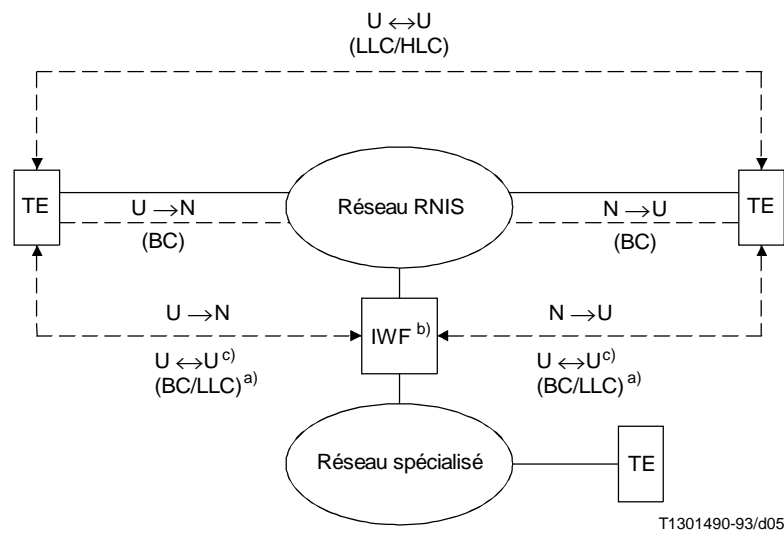 U ↔ U
(LLC/HLC)
TE
U → N
(BC)
Réseau RNIS
N → U
(BC)
TE
U → N
IWF b)
N → U
U ↔ U c)
(BC/LLC) a)
U ↔ U c)
(BC/LLC) a)
Réseau spécialisé
TE
T1301490-93/d05